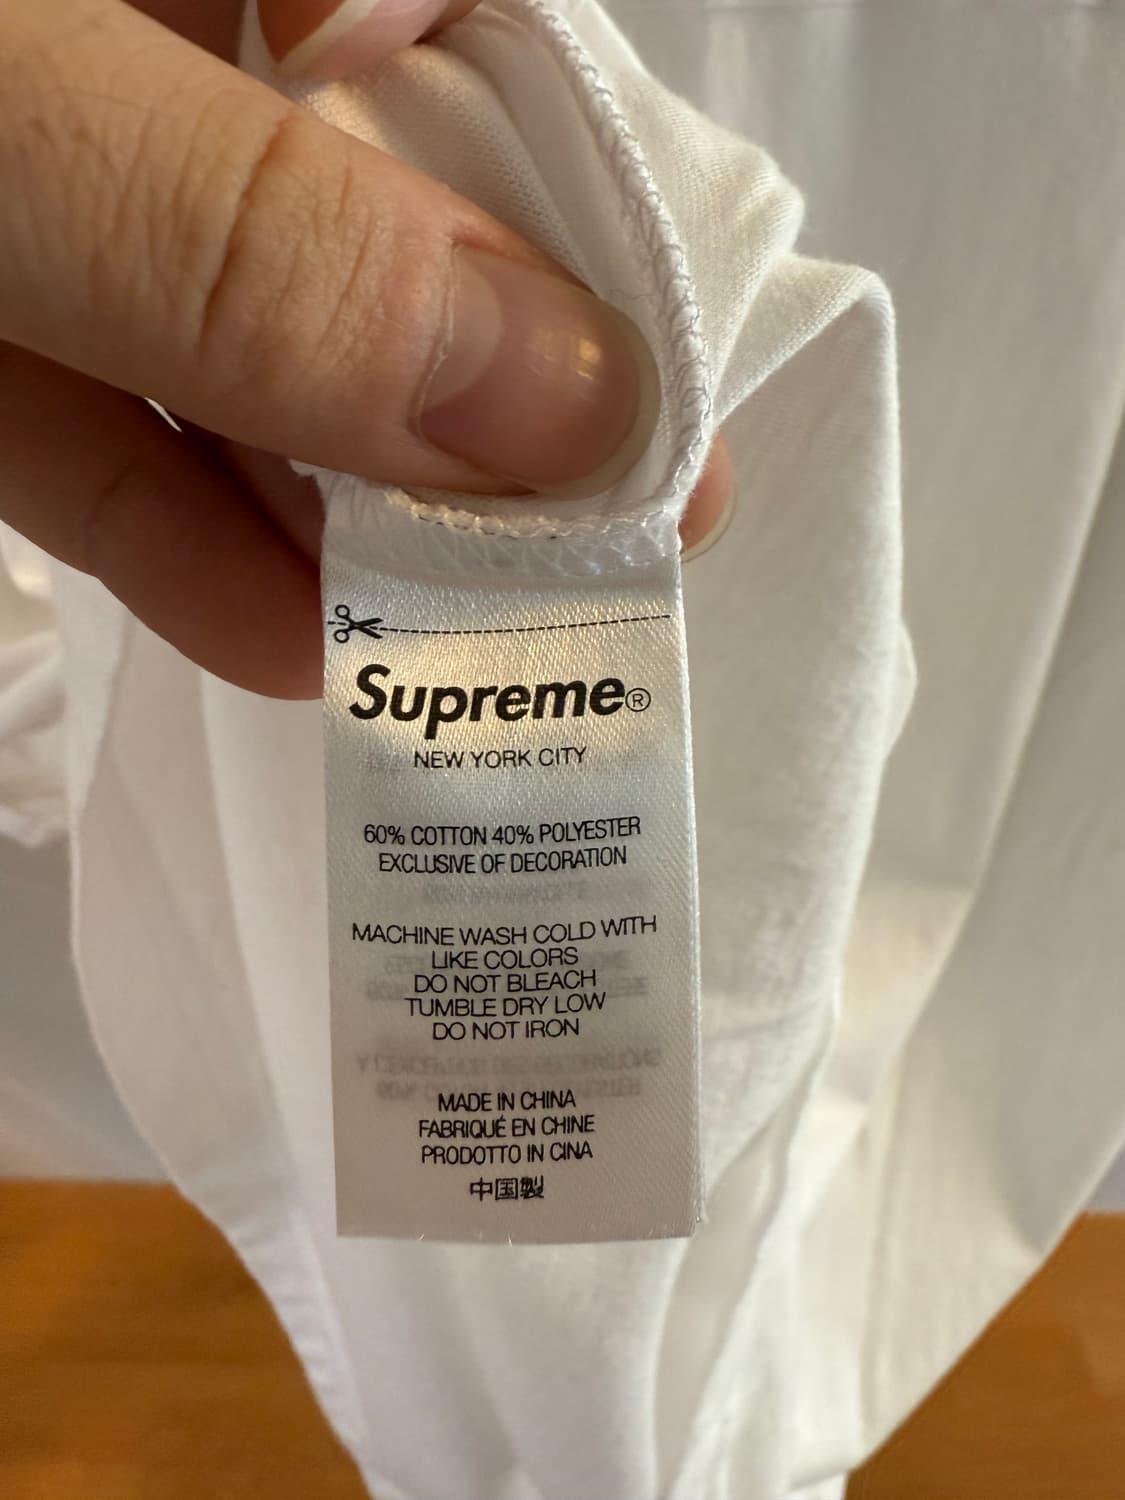 Supreme®
NEW YORK CITY
60% COTTON 40% POLYESTER
EXCLUSIVE OF DECORATION
MACHINE WASH COLD WITH
LIKE COLORS
DO NOT BLEACH
TUMBLE DRY LOW
DO NOT IRON
MADE IN CHINA
FABRIQUÉ EN CHINE
PRODOTTO IN CINA
中国製